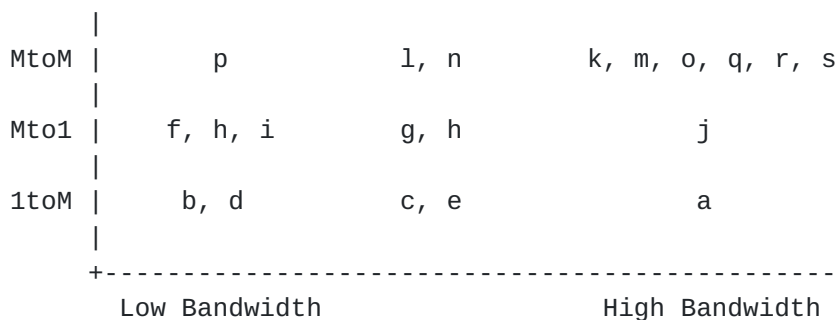 |
MtoM |       p           l, n        k, m, o, q, r, s
|
Mto1 |    f, h, i        g, h               j
|
1toM |     b, d          c, e               a
|
+-----------------------------------------------
Low Bandwidth                  High Bandwidth